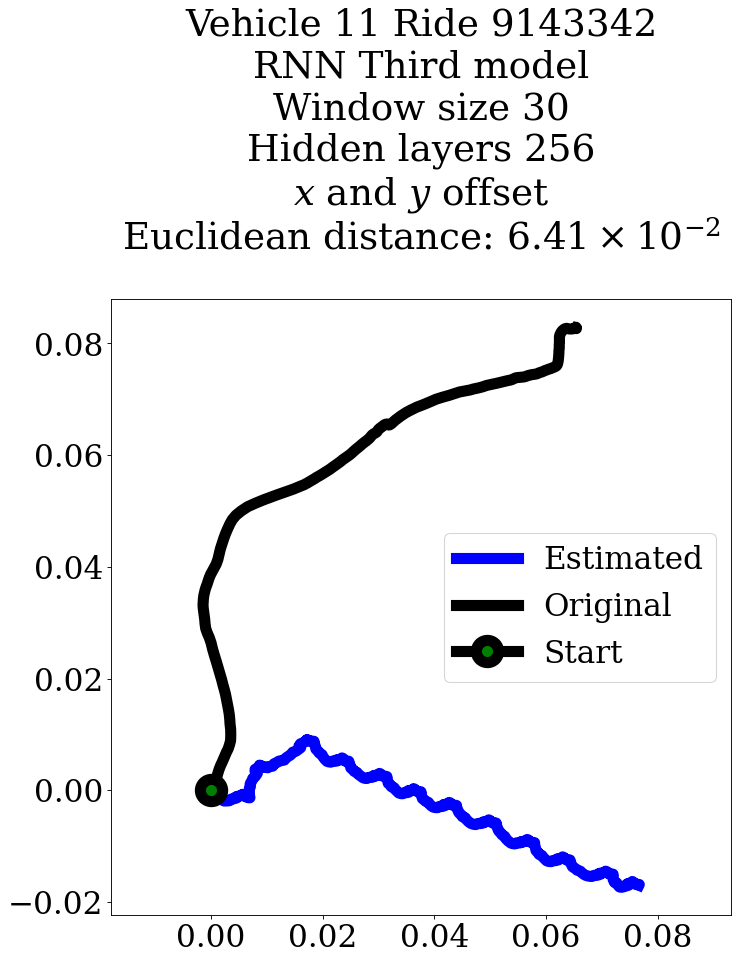 Vehicle 11 Ride 9143342
RNN Third model
Window size 30
Hidden layers 256
x and y offset
Euclidean distance: 6.41 × 10⁻²
0.08
0.06
0.04
0.02
0.00
−0.02
Estimated
Original
Start
0.00 0.02 0.04 0.06 0.08